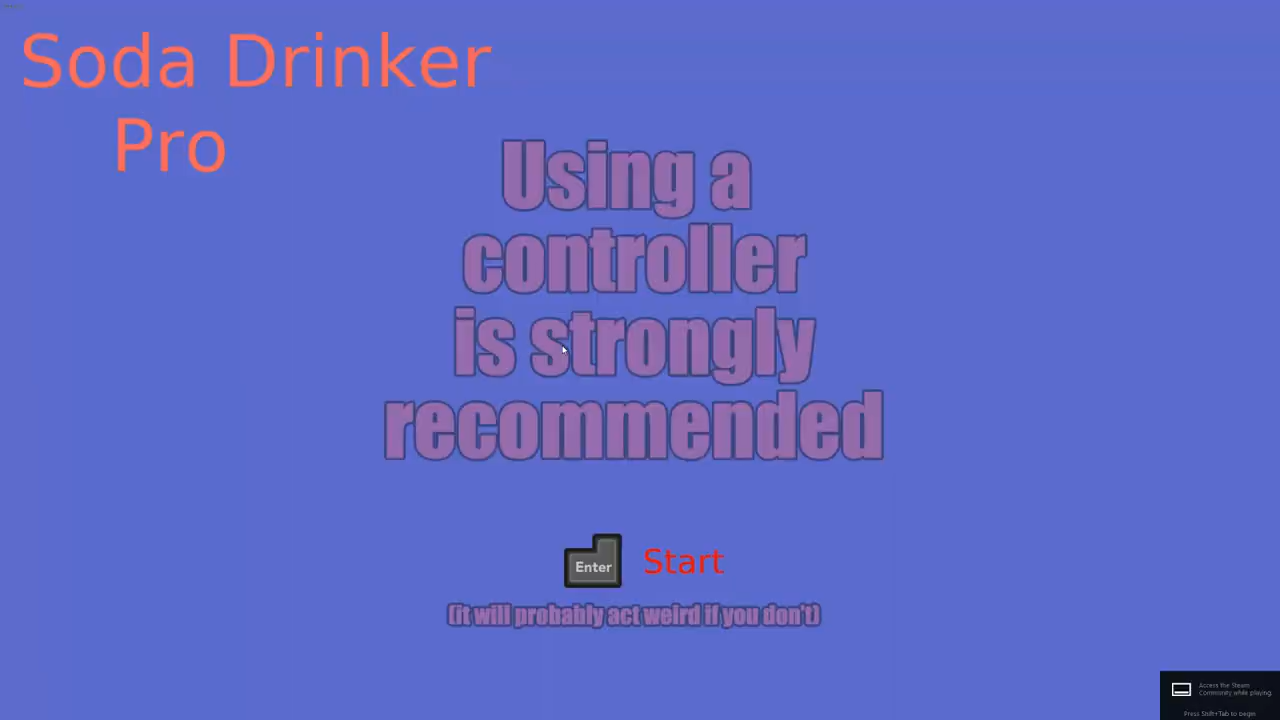 Soda Drinker
Pro
Using a
controller
is strongly
recommended
Enter Start
(it will probably act weird if you don't)
Access the Steam
Community while playing.
Press Shift+Tab to begin